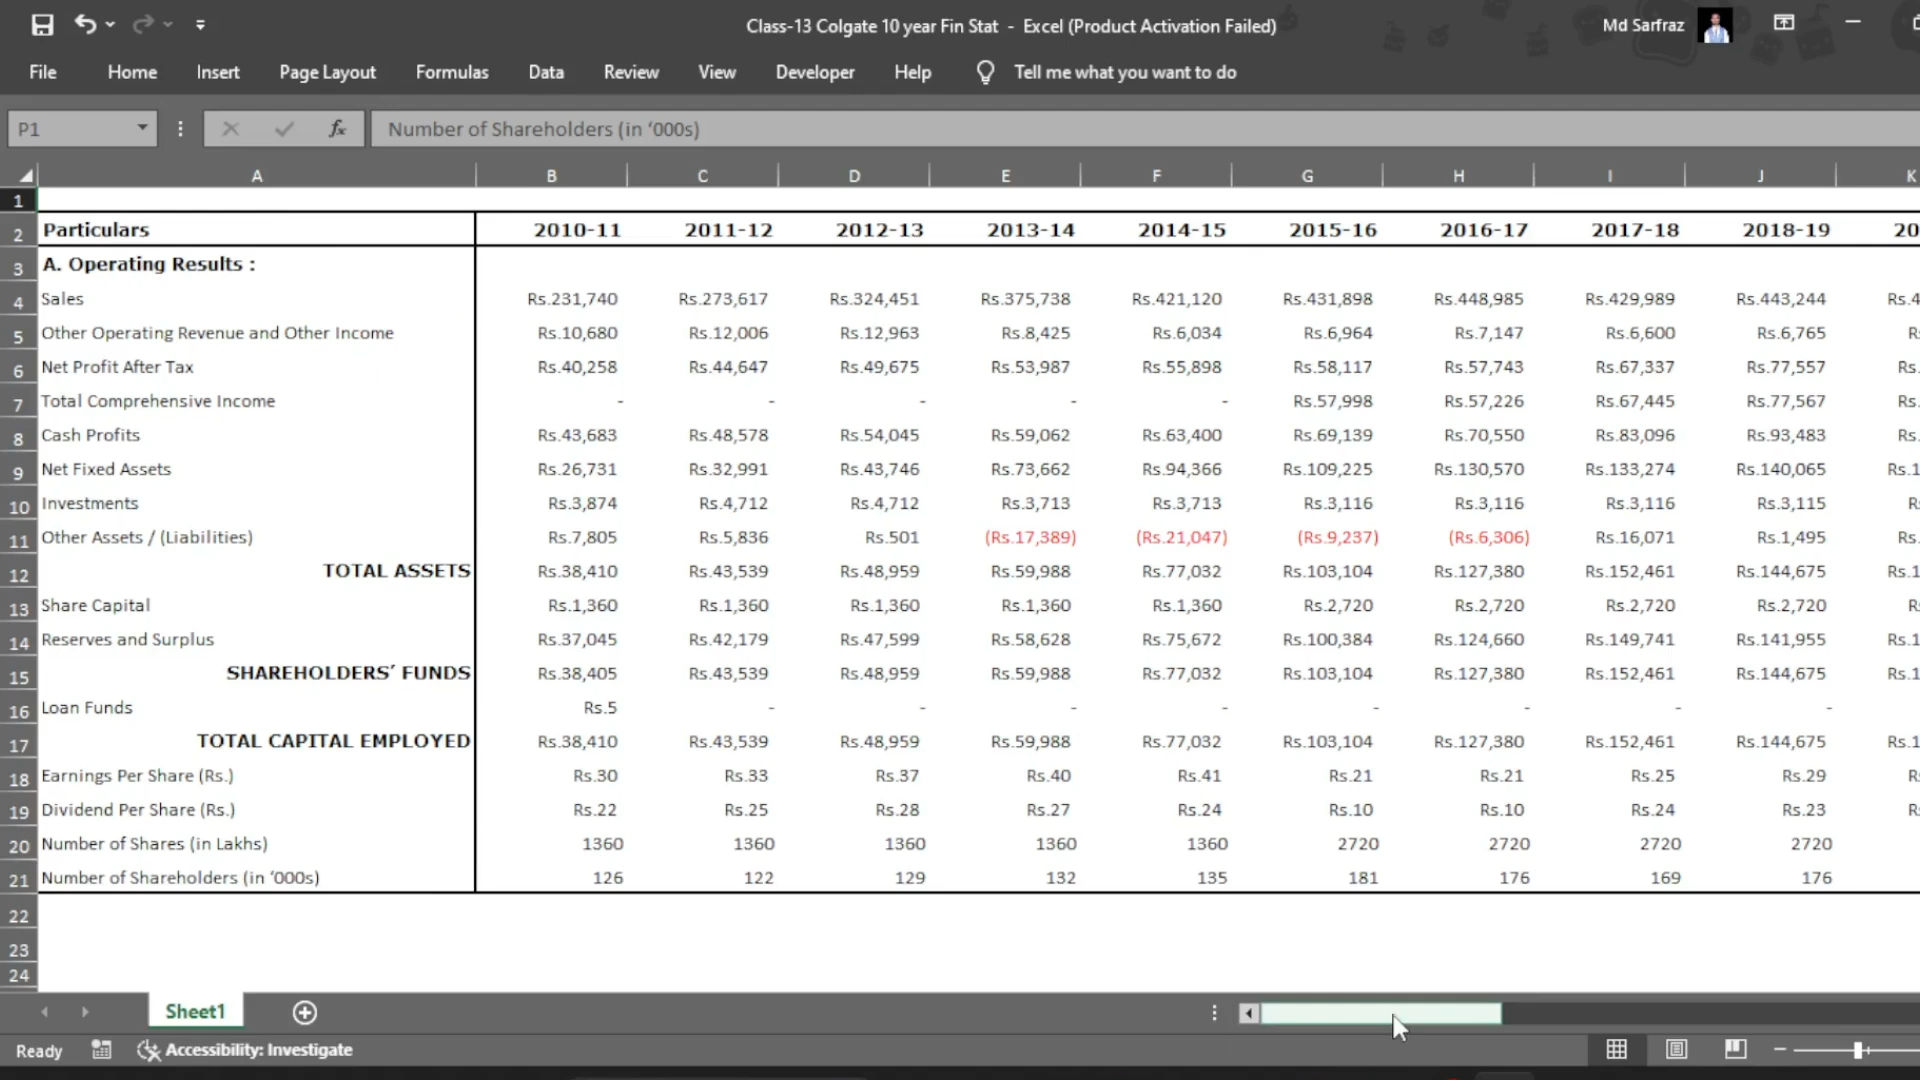 Class-13 Colgate 10 year Fin Stat - Excel (Product Activation Failed) Md Sarfraz
File Home Insert Page Layout Formulas Data Review View Developer Help Tell me what you want to do
P1 fx Number of Shareholders (in ‘000s)
A B C D E F G H I J K
1
2 Particulars 2010-11 2011-12 2012-13 2013-14 2014-15 2015-16 2016-17 2017-18 2018-19 20
3 A. Operating Results :
4 Sales Rs.231,740 Rs.273,617 Rs.324,451 Rs.375,738 Rs.421,120 Rs.431,898 Rs.448,985 Rs.429,989 Rs.443,244 Rs.4
5 Other Operating Revenue and Other Income Rs.10,680 Rs.12,006 Rs.12,963 Rs.8,425 Rs.6,034 Rs.6,964 Rs.7,147 Rs.6,600 Rs.6,765
6 Net Profit After Tax Rs.40,258 Rs.44,647 Rs.49,675 Rs.53,987 Rs.55,898 Rs.58,117 Rs.57,743 Rs.67,337 Rs.77,557 Rs.
7 Total Comprehensive Income - - - - - Rs.57,998 Rs.57,226 Rs.67,445 Rs.77,567 Rs.
8 Cash Profits Rs.43,683 Rs.48,578 Rs.54,045 Rs.59,062 Rs.63,400 Rs.69,139 Rs.70,550 Rs.83,096 Rs.93,483 Rs.
9 Net Fixed Assets Rs.26,731 Rs.32,991 Rs.43,746 Rs.73,662 Rs.94,366 Rs.109,225 Rs.130,570 Rs.133,274 Rs.140,065 Rs.1
10 Investments Rs.3,874 Rs.4,712 Rs.4,712 Rs.3,713 Rs.3,713 Rs.3,116 Rs.3,116 Rs.3,116 Rs.3,115
11 Other Assets / (Liabilities) Rs.7,805 Rs.5,836 Rs.501 (Rs.17,389) (Rs.21,047) (Rs.9,237) (Rs.6,306) Rs.16,071 Rs.1,495 Rs.
12 TOTAL ASSETS Rs.38,410 Rs.43,539 Rs.48,959 Rs.59,988 Rs.77,032 Rs.103,104 Rs.127,380 Rs.152,461 Rs.144,675 Rs.1
13 Share Capital Rs.1,360 Rs.1,360 Rs.1,360 Rs.1,360 Rs.1,360 Rs.2,720 Rs.2,720 Rs.2,720 Rs.2,720
14 Reserves and Surplus Rs.37,045 Rs.42,179 Rs.47,599 Rs.58,628 Rs.75,672 Rs.100,384 Rs.124,660 Rs.149,741 Rs.141,955 Rs.1
15 SHAREHOLDERS’ FUNDS Rs.38,405 Rs.43,539 Rs.48,959 Rs.59,988 Rs.77,032 Rs.103,104 Rs.127,380 Rs.152,461 Rs.144,675 Rs.1
16 Loan Funds Rs.5 - - - - - - - -
17 TOTAL CAPITAL EMPLOYED Rs.38,410 Rs.43,539 Rs.48,959 Rs.59,988 Rs.77,032 Rs.103,104 Rs.127,380 Rs.152,461 Rs.144,675 Rs.1
18 Earnings Per Share (Rs.) Rs.30 Rs.33 Rs.37 Rs.40 Rs.41 Rs.21 Rs.21 Rs.25 Rs.29
19 Dividend Per Share (Rs.) Rs.22 Rs.25 Rs.28 Rs.27 Rs.24 Rs.10 Rs.10 Rs.24 Rs.23
20 Number of Shares (in Lakhs) 1360 1360 1360 1360 1360 2720 2720 2720 2720
21 Number of Shareholders (in ‘000s) 126 122 129 132 135 181 176 169 176
22
23
24
Sheet1
Ready Accessibility: Investigate